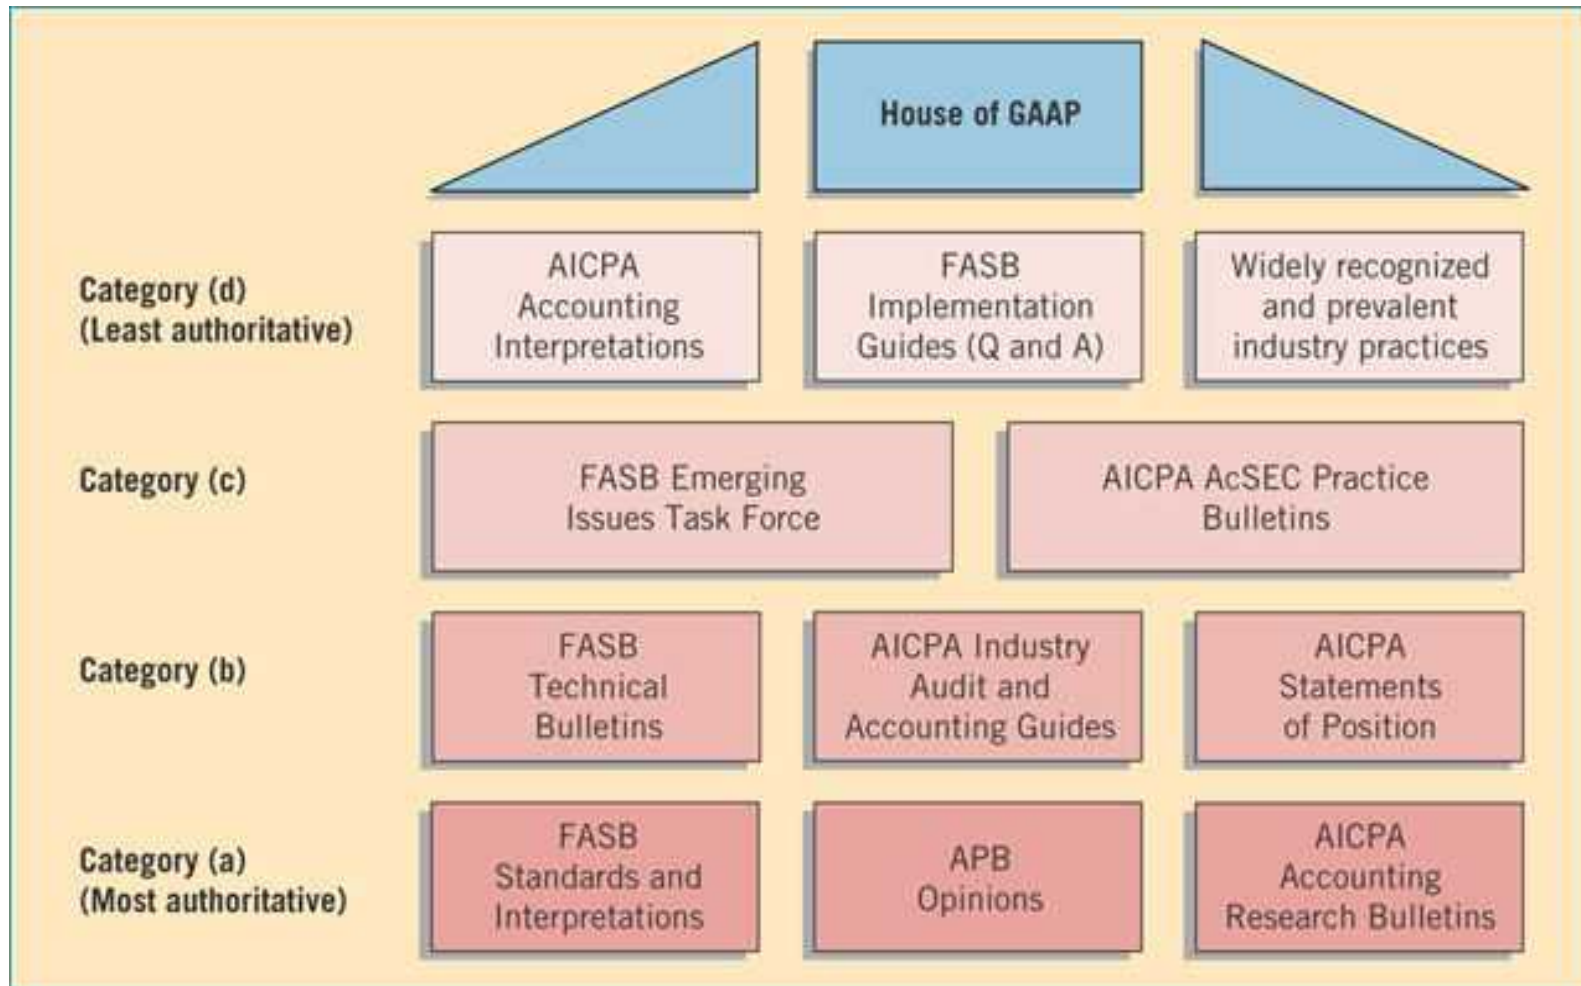 House of GAAP
Category (d)
(Least authoritative)
AICPA
Accounting
Interpretations
FASB
Implementation
Guides (Q and A)
Widely recognized
and prevalent
industry practices
Category (c)
FASB Emerging
Issues Task Force
AICPA AcSEC Practice
Bulletins
Category (b)
FASB
Technical
Bulletins
AICPA Industry
Audit and
Accounting Guides
AICPA
Statements
of Position
Category (a)
(Most authoritative)
FASB
Standards and
Interpretations
APB
Opinions
AICPA
Accounting
Research Bulletins